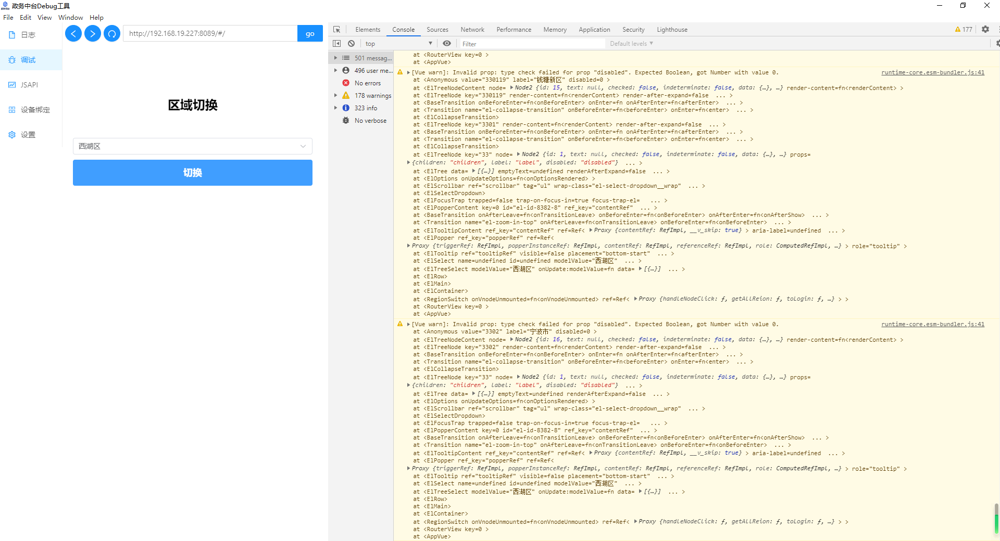 政务中台Debug工具
File Edit View Window Help
日志
调试
JSAPI
设备绑定
设置
http://192.168.19.227:8089/#/
go
区域切换
西湖区
切换
Elements Console Sources Network Performance Memory Application Security Lighthouse
177
top
Filter
Default levels
501 messag...
496 user me...
No errors
178 warnings
323 info
No verbose
at <RouterView key=0 >
at <AppVue>
[Vue warn]: Invalid prop: type check failed for prop "disabled". Expected Boolean, got Number with value 0. runtime-core.esm-bundler.js:41
at <Anonymous value="330119" label="钱塘新区" disabled=0 >
at <ElTreeNodeContent node= Node2 {id: 15, text: null, checked: false, indeterminate: false, data: {…}, …} render-content=fn<renderContent> >
at <ElTreeNode key="330119" render-content=fn<renderContent> render-after-expand=false ... >
at <BaseTransition onBeforeEnter=fn<onBeforeEnter> onEnter=fn onAfterEnter=fn<afterEnter> ... >
at <Transition name="el-collapse-transition" onBeforeEnter=fn<beforeEnter> onEnter=fn<enter> ... >
at <ElCollapseTransition>
at <ElTreeNode key="3301" render-content=fn<renderContent> render-after-expand=false ... >
at <BaseTransition onBeforeEnter=fn<onBeforeEnter> onEnter=fn onAfterEnter=fn<afterEnter> ... >
at <Transition name="el-collapse-transition" onBeforeEnter=fn<beforeEnter> onEnter=fn<enter> ... >
at <ElCollapseTransition>
at <ElTreeNode key="33" node= Node2 {id: 1, text: null, checked: false, indeterminate: false, data: {…}, …} props=
{children: "children", label: "label", disabled: "disabled"} ... >
at <ElTree data= [{…}] emptyText=undefined renderAfterExpand=false ... >
at <ElOptions onUpdateOptions=fn<onOptionsRendered> >
at <ElScrollbar ref="scrollbar" tag="ul" wrap-class="el-select-dropdown__wrap" ... >
at <ElSelectDropdown>
at <ElFocusTrap trapped=false trap-on-focus-in=true focus-trap-el= ... >
at <ElPopperContent key=0 id="el-id-8382-8" ref_key="contentRef" ... >
at <BaseTransition onAfterLeave=fn<onTransitionLeave> onBeforeEnter=fn<onBeforeEnter> onAfterEnter=fn<onAfterShow> ... >
at <Transition name="el-zoom-in-top" onAfterLeave=fn<onTransitionLeave> onBeforeEnter=fn<onBeforeEnter> ... >
at <ElTooltipContent ref_key="contentRef" ref=Ref< Proxy {contentRef: RefImpl, __v_skip: true} > aria-label=undefined ... >
at <ElPopper ref_key="popperRef" ref=Ref<
Proxy {triggerRef: RefImpl, popperInstanceRef: RefImpl, contentRef: RefImpl, referenceRef: RefImpl, role: ComputedRefImpl, …} > role="tooltip" >
at <ElTooltip ref="tooltipRef" visible=false placement="bottom-start" ... >
at <ElSelect name=undefined id=undefined modelValue="西湖区" ... >
at <ElTreeSelect modelValue="西湖区" onUpdate:modelValue=fn data= [{…}] ... >
at <ElRow>
at <ElMain>
at <ElContainer>
at <RegionSwitch onVnodeUnmounted=fn<onVnodeUnmounted> ref=Ref< Proxy {handleNodeClick: ƒ, getAllReion: ƒ, toLogin: ƒ, …} > >
at <RouterView key=0 >
at <AppVue>
[Vue warn]: Invalid prop: type check failed for prop "disabled". Expected Boolean, got Number with value 0. runtime-core.esm-bundler.js:41
at <Anonymous value="3302" label="宁波市" disabled=0 >
at <ElTreeNodeContent node= Node2 {id: 16, text: null, checked: false, indeterminate: false, data: {…}, …} render-content=fn<renderContent> >
at <ElTreeNode key="3302" render-content=fn<renderContent> render-after-expand=false ... >
at <BaseTransition onBeforeEnter=fn<onBeforeEnter> onEnter=fn onAfterEnter=fn<afterEnter> ... >
at <Transition name="el-collapse-transition" onBeforeEnter=fn<beforeEnter> onEnter=fn<enter> ... >
at <ElCollapseTransition>
at <ElTreeNode key="33" node= Node2 {id: 1, text: null, checked: false, indeterminate: false, data: {…}, …} props=
{children: "children", label: "label", disabled: "disabled"} ... >
at <ElTree data= [{…}] emptyText=undefined renderAfterExpand=false ... >
at <ElOptions onUpdateOptions=fn<onOptionsRendered> >
at <ElScrollbar ref="scrollbar" tag="ul" wrap-class="el-select-dropdown__wrap" ... >
at <ElSelectDropdown>
at <ElFocusTrap trapped=false trap-on-focus-in=true focus-trap-el= ... >
at <ElPopperContent key=0 id="el-id-8382-8" ref_key="contentRef" ... >
at <BaseTransition onAfterLeave=fn<onTransitionLeave> onBeforeEnter=fn<onBeforeEnter> onAfterEnter=fn<onAfterShow> ... >
at <Transition name="el-zoom-in-top" onAfterLeave=fn<onTransitionLeave> onBeforeEnter=fn<onBeforeEnter> ... >
at <ElTooltipContent ref_key="contentRef" ref=Ref< Proxy {contentRef: RefImpl, __v_skip: true} > aria-label=undefined ... >
at <ElPopper ref_key="popperRef" ref=Ref<
Proxy {triggerRef: RefImpl, popperInstanceRef: RefImpl, contentRef: RefImpl, referenceRef: RefImpl, role: ComputedRefImpl, …} > role="tooltip" >
at <ElTooltip ref="tooltipRef" visible=false placement="bottom-start" ... >
at <ElSelect name=undefined id=undefined modelValue="西湖区" ... >
at <ElTreeSelect modelValue="西湖区" onUpdate:modelValue=fn data= [{…}] ... >
at <ElRow>
at <ElMain>
at <ElContainer>
at <RegionSwitch onVnodeUnmounted=fn<onVnodeUnmounted> ref=Ref< Proxy {handleNodeClick: ƒ, getAllReion: ƒ, toLogin: ƒ, …} > >
at <RouterView key=0 >
at <AppVue>